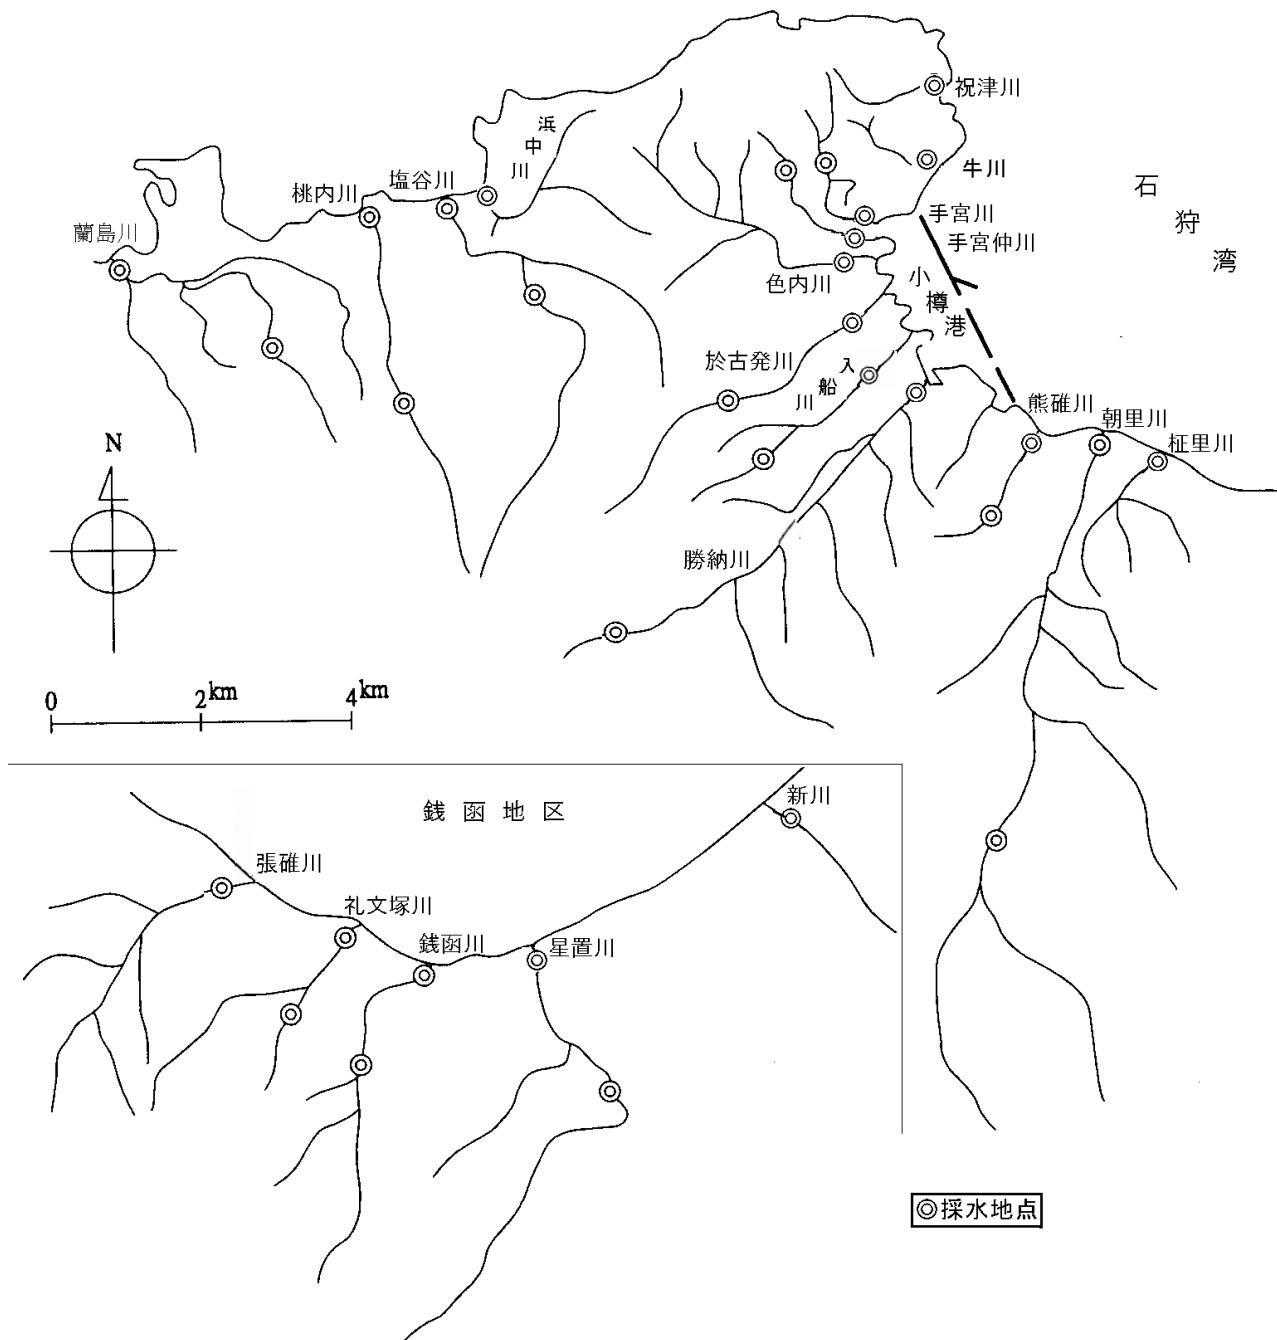 祝津川
浜中川
塩谷川
桃内川
牛川
石狩湾
蘭島川
手宮川
手宮仲川
色内川
小樽港
於古発川
入船川
熊碓川
朝里川
柾里川
N
勝納川
0
2km
4km
銭函地区
新川
張碓川
礼文塚川
銭函川
星置川
◎採水地点